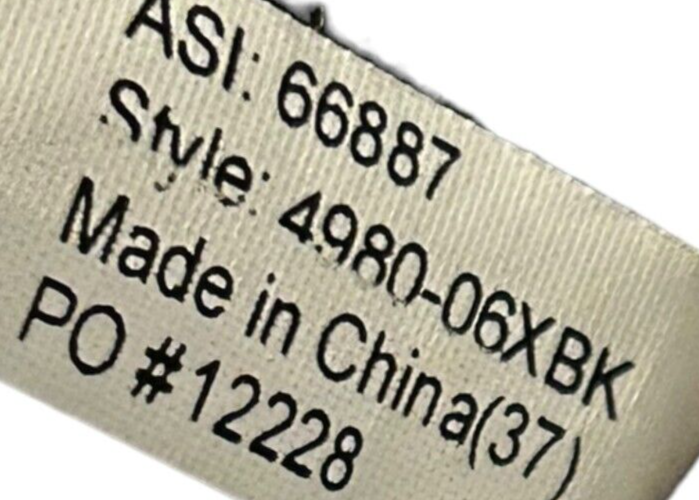 ASI: 66887
Style: 4980-06XBK
Made in China(37)
PO #12228